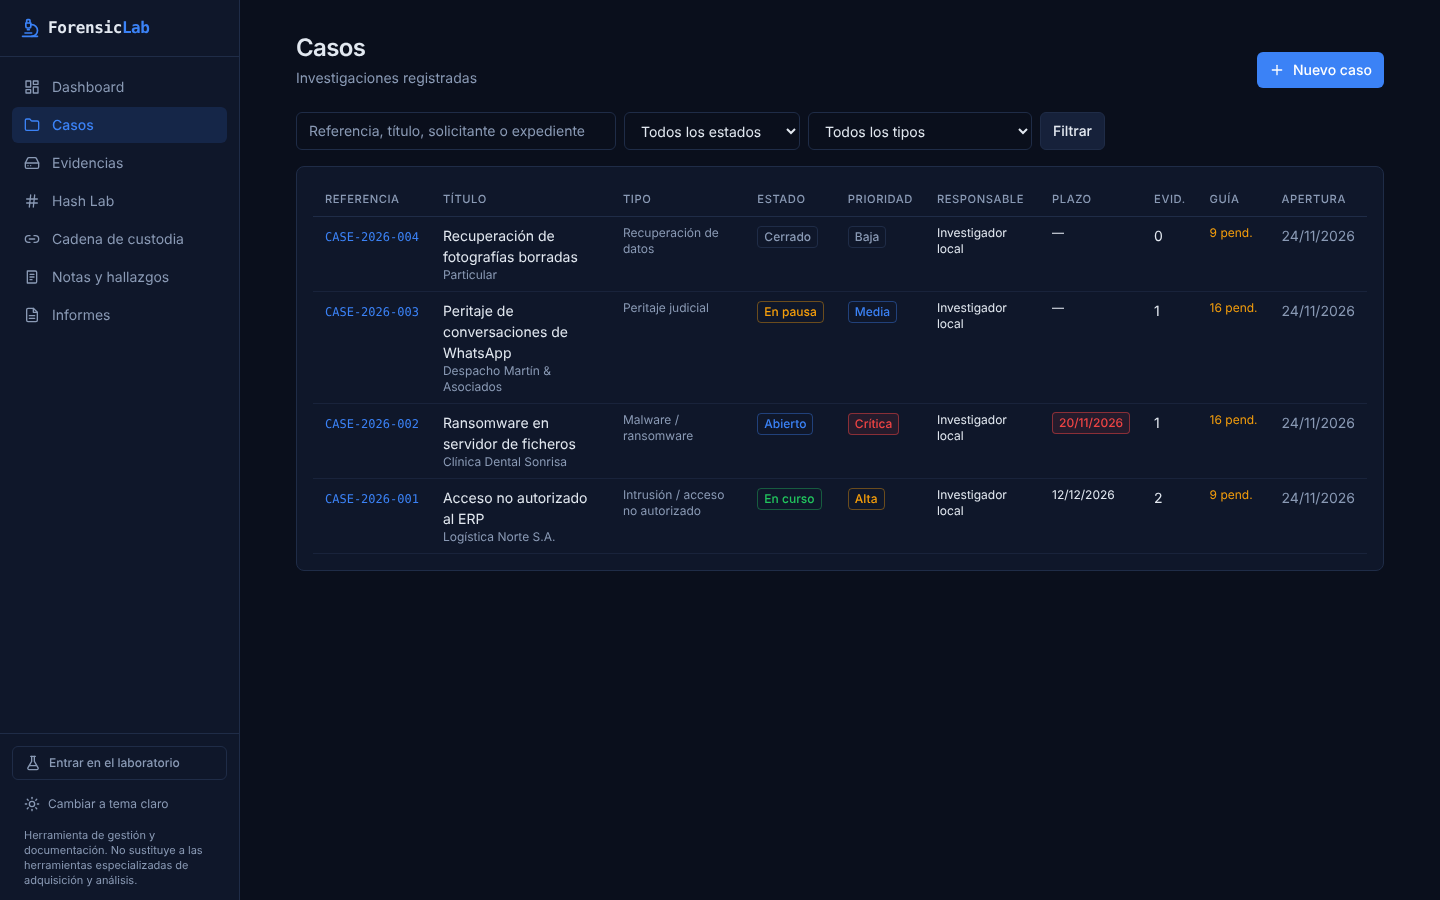 ForensicLab
Dashboard
Casos
Evidencias
Hash Lab
Cadena de custodia
Notas y hallazgos
Informes
Entrar en el laboratorio
Cambiar a tema claro
Herramienta de gestión y
documentación. No sustituye a las
herramientas especializadas de
adquisición y análisis.
Casos
Investigaciones registradas
+ Nuevo caso
Referencia, título, solicitante o expediente
Todos los estados
Todos los tipos
Filtrar
REFERENCIA TÍTULO TIPO ESTADO PRIORIDAD RESPONSABLE PLAZO EVID. GUÍA APERTURA
CASE-2026-004 Recuperación de Recuperación de Cerrado Baja Investigador — 0 9 pend. 24/11/2026
fotografías borradas datos local
Particular
CASE-2026-003 Peritaje de Peritaje judicial En pausa Media Investigador — 1 16 pend. 24/11/2026
conversaciones de local
WhatsApp
Despacho Martín &
Asociados
CASE-2026-002 Ransomware en Malware / Abierto Crítica Investigador 20/11/2026 1 16 pend. 24/11/2026
servidor de ficheros ransomware local
Clínica Dental Sonrisa
CASE-2026-001 Acceso no autorizado Intrusión / acceso En curso Alta Investigador 12/12/2026 2 9 pend. 24/11/2026
al ERP no autorizado local
Logística Norte S.A.